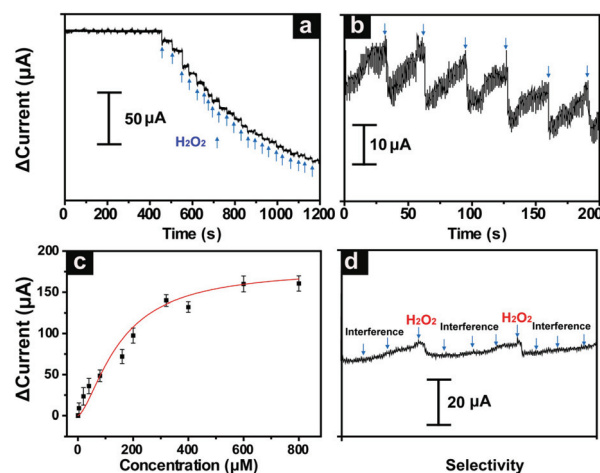 a
ΔCurrent (µA)
50 µA
H₂O₂
0 200 400 600 800 1000 1200
Time (s)
b
10 µA
0 50 100 150 200
Time (s)
c
ΔCurrent (µA)
200
150
100
50
0
0 200 400 600 800
Concentration (µM)
d
H₂O₂ H₂O₂
Interference Interference Interference
20 µA
Selectivity